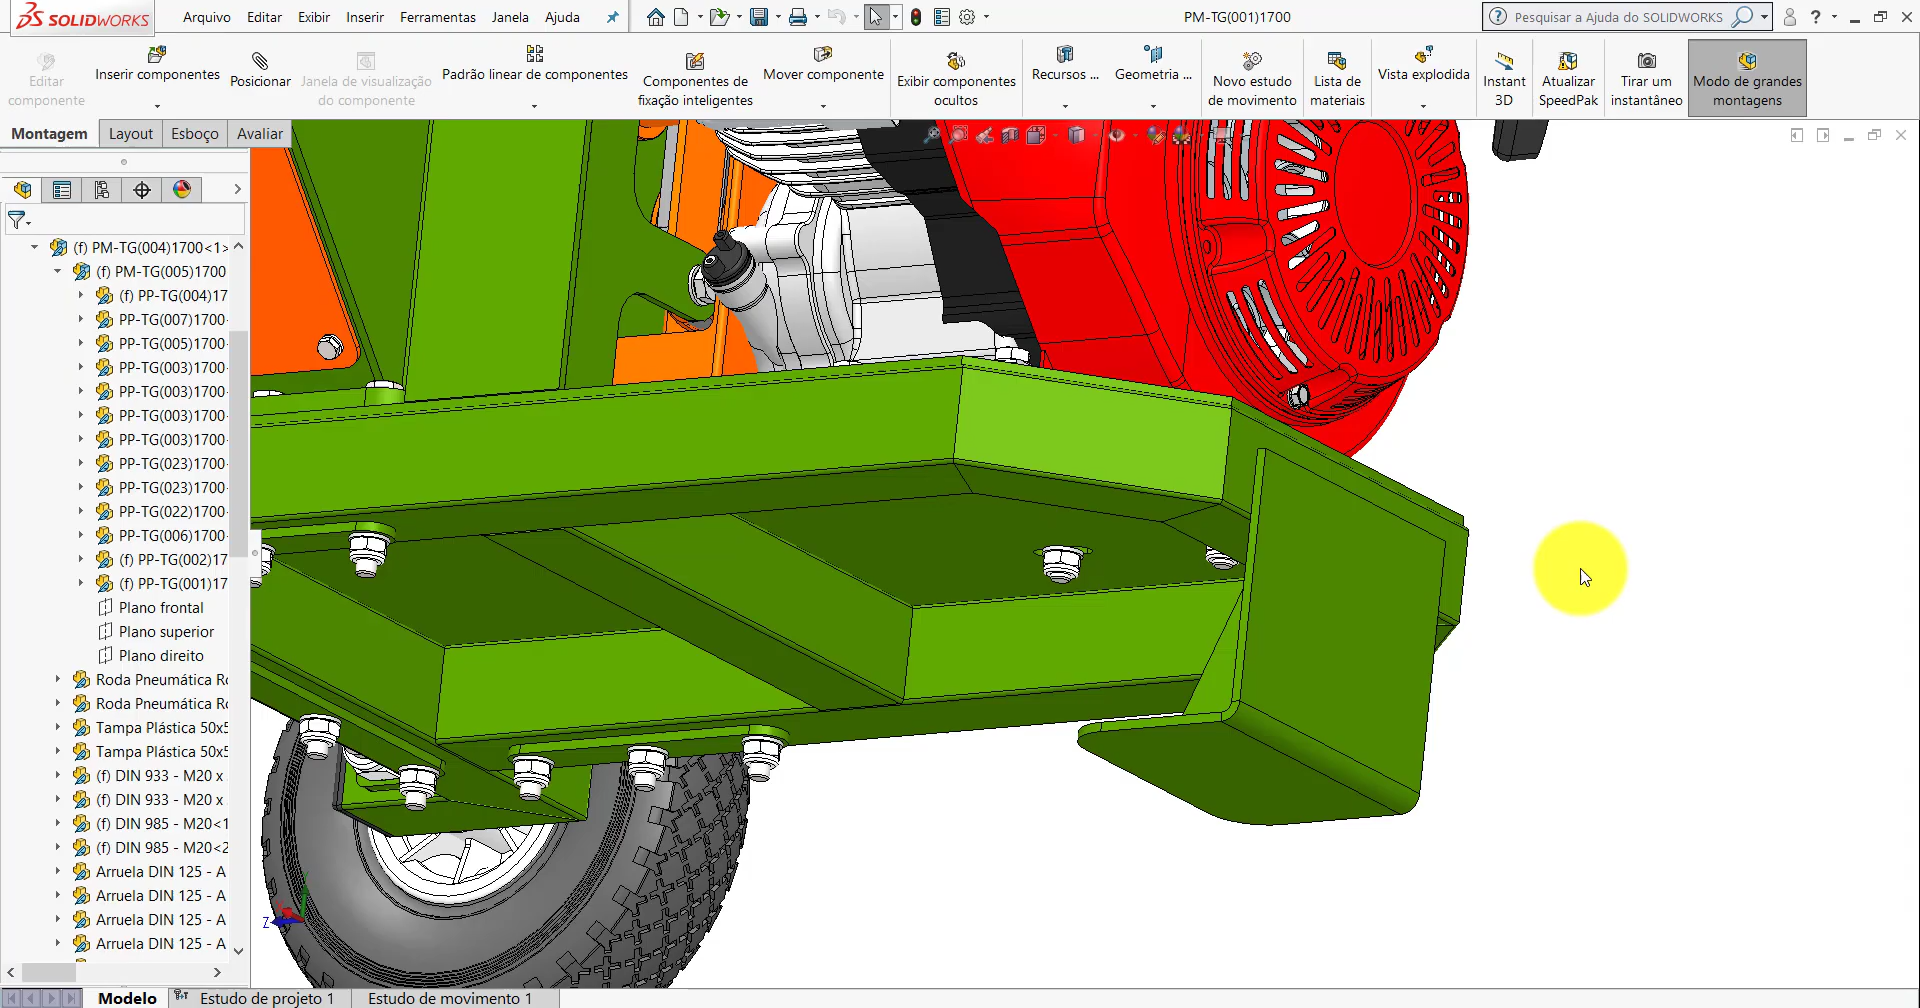 SOLIDWORKS
Arquivo Editar Exibir Inserir Ferramentas Janela Ajuda
PM-TG(001)1700
Pesquisar a Ajuda do SOLIDWORKS
Editar componente
Inserir componentes
Posicionar
Janela de visualização do componente
Padrão linear de componentes
Componentes de fixação inteligentes
Mover componente
Exibir componentes ocultos
Recursos ...
Geometria ...
Novo estudo de movimento
Lista de materiais
Vista explodida
Instant 3D
Atualizar SpeedPak
Tirar um instantâneo
Modo de grandes montagens
Montagem Layout Esboço Avaliar
(f) PM-TG(004)1700<1>
(f) PM-TG(005)1700
(f) PP-TG(004)17
PP-TG(007)1700-
PP-TG(005)1700-
PP-TG(003)1700-
PP-TG(003)1700-
PP-TG(003)1700-
PP-TG(003)1700-
PP-TG(023)1700-
PP-TG(023)1700-
PP-TG(022)1700-
PP-TG(006)1700-
(f) PP-TG(002)17
(f) PP-TG(001)17
Plano frontal
Plano superior
Plano direito
Roda Pneumática Ro
Roda Pneumática Ro
Tampa Plástica 50x5
Tampa Plástica 50x5
(f) DIN 933 - M20 x
(f) DIN 933 - M20 x
(f) DIN 985 - M20<1
(f) DIN 985 - M20<2
Arruela DIN 125 - A
Arruela DIN 125 - A
Arruela DIN 125 - A
Arruela DIN 125 - A
Z
Modelo Estudo de projeto 1 Estudo de movimento 1